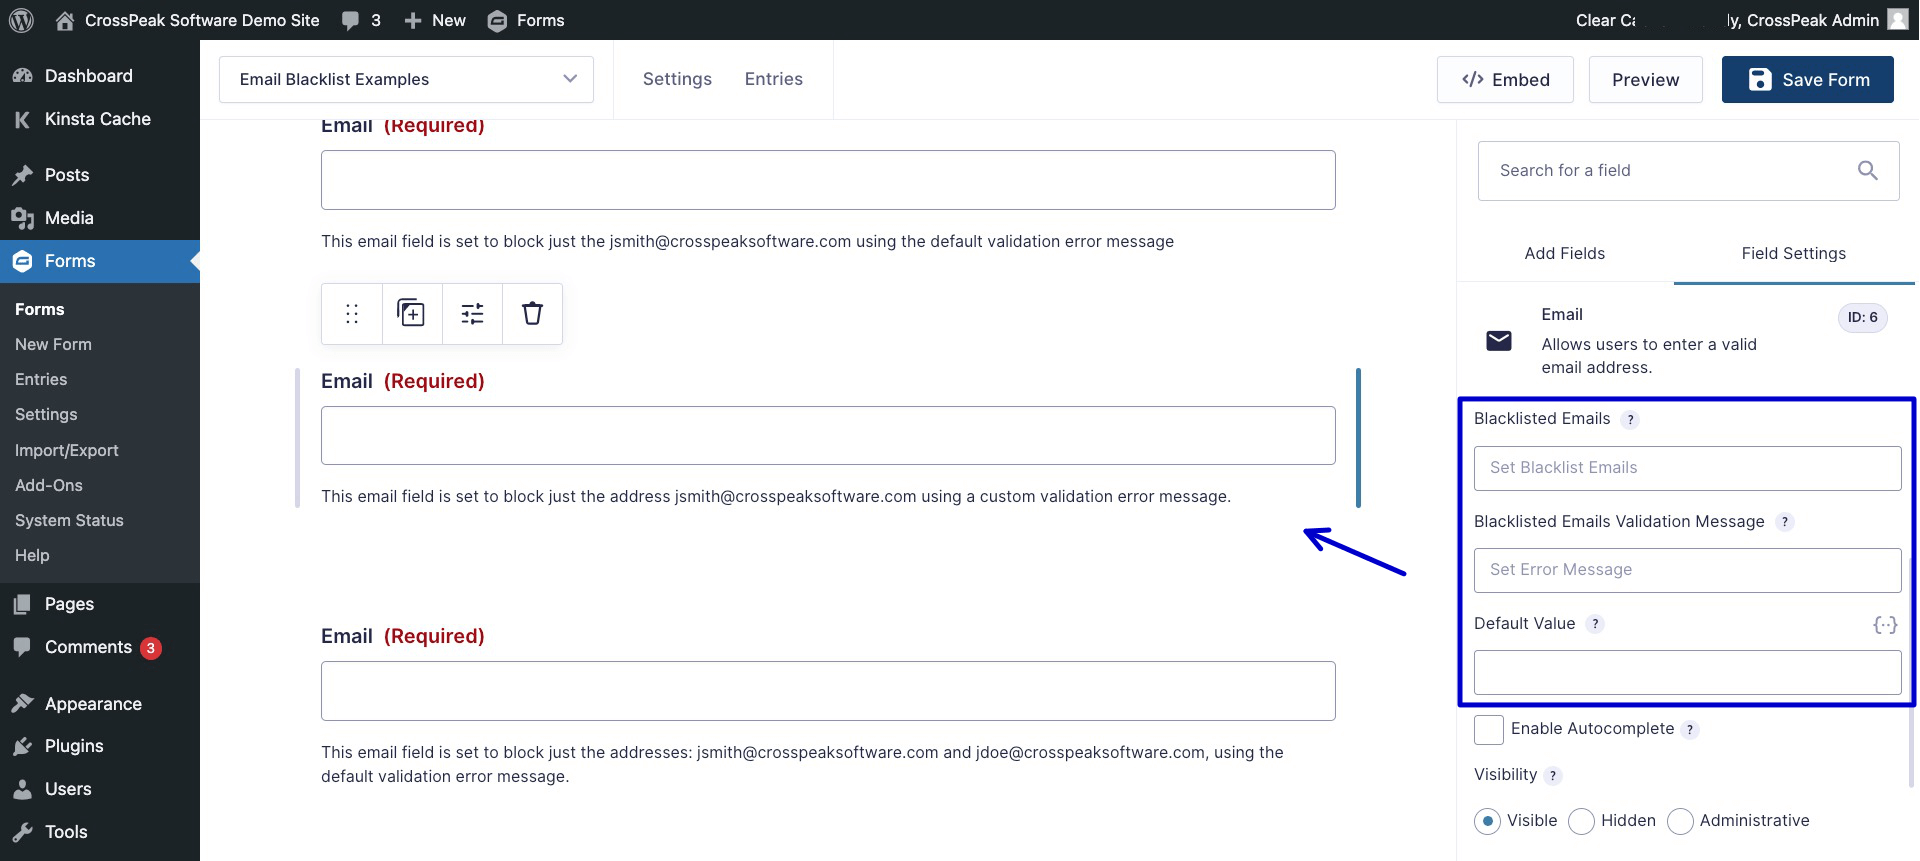 CrossPeak Software Demo Site 3 New Forms
Clear Ca
ly, CrossPeak Admin
Dashboard
Kinsta Cache
Posts
Media
Forms
Forms
New Form
Entries
Settings
Import/Export
Add-Ons
System Status
Help
Pages
Comments 3
Appearance
Plugins
Users
Tools
Email Blacklist Examples
Settings Entries
</> Embed Preview Save Form
Email (Required)
This email field is set to block just the jsmith@crosspeaksoftware.com using the default validation error message
Email (Required)
This email field is set to block just the address jsmith@crosspeaksoftware.com using a custom validation error message.
Email (Required)
This email field is set to block just the addresses: jsmith@crosspeaksoftware.com and jdoe@crosspeaksoftware.com, using the
default validation error message.
Search for a field
Add Fields Field Settings
Email ID: 6
Allows users to enter a valid
email address.
Blacklisted Emails ?
Set Blacklist Emails
Blacklisted Emails Validation Message ?
Set Error Message
Default Value ? {··}
Enable Autocomplete ?
Visibility ?
Visible Hidden Administrative